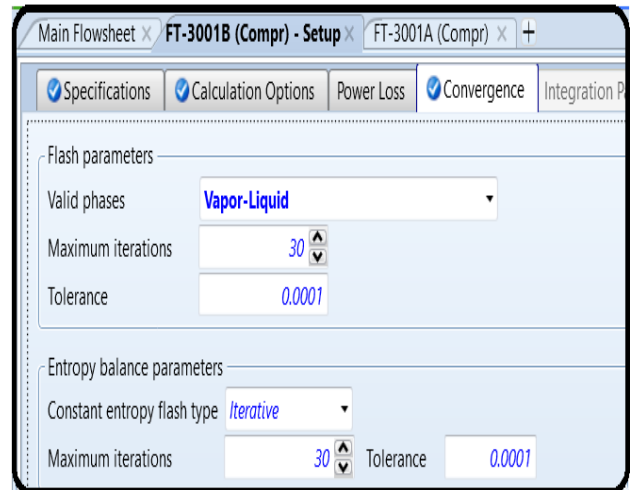 Main Flowsheet × FT-3001B (Compr) - Setup × FT-3001A (Compr) × +
Specifications Calculation Options Power Loss Convergence Integration P
Flash parameters
Valid phases Vapor-Liquid
Maximum iterations 30
Tolerance 0.0001
Entropy balance parameters
Constant entropy flash type Iterative
Maximum iterations 30 Tolerance 0.0001